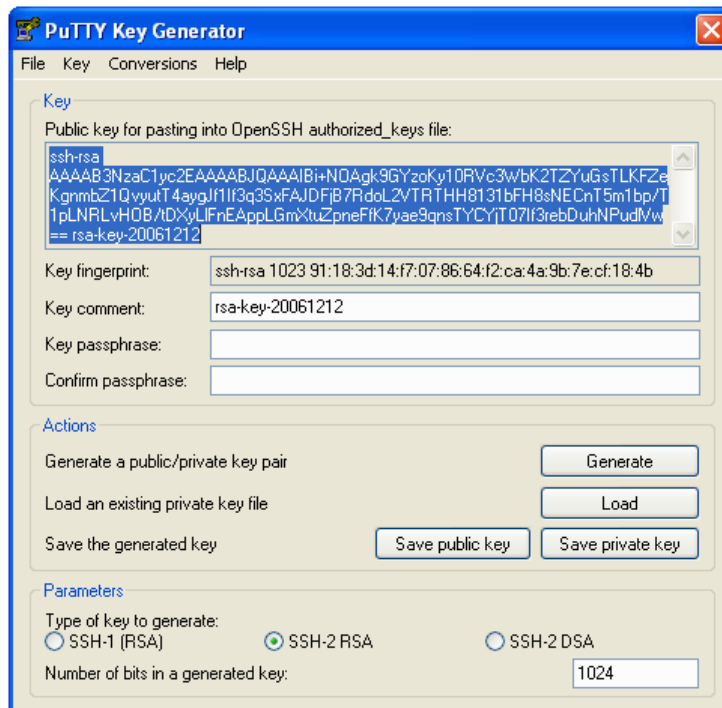 PuTTY Key Generator
File Key Conversions Help
Key
Public key for pasting into OpenSSH authorized_keys file:
ssh-rsa
AAAAB3NzaC1yc2EAAAABJQAAAIBi+NOAgk9GYzoKy10RVc3WbK2TZYuGsTLKFZe
KgnmbZ1QvyutT4aygJf1If3q3SxFAJDFjB7RdoL2VTRTHH8131bFH8sNECnT5m1bp/T
1pLNRLvHOB/tDXyLlFnEAppLGmXtuZpneFfK7yae9qnsTYCYjT07If3rebDuhNPudlVw
== rsa-key-20061212
Key fingerprint: ssh-rsa 1023 91:18:3d:14:f7:07:86:64:f2:ca:4a:9b:7e:cf:18:4b
Key comment: rsa-key-20061212
Key passphrase:
Confirm passphrase:
Actions
Generate a public/private key pair Generate
Load an existing private key file Load
Save the generated key Save public key Save private key
Parameters
Type of key to generate:
SSH-1 (RSA) SSH-2 RSA SSH-2 DSA
Number of bits in a generated key: 1024